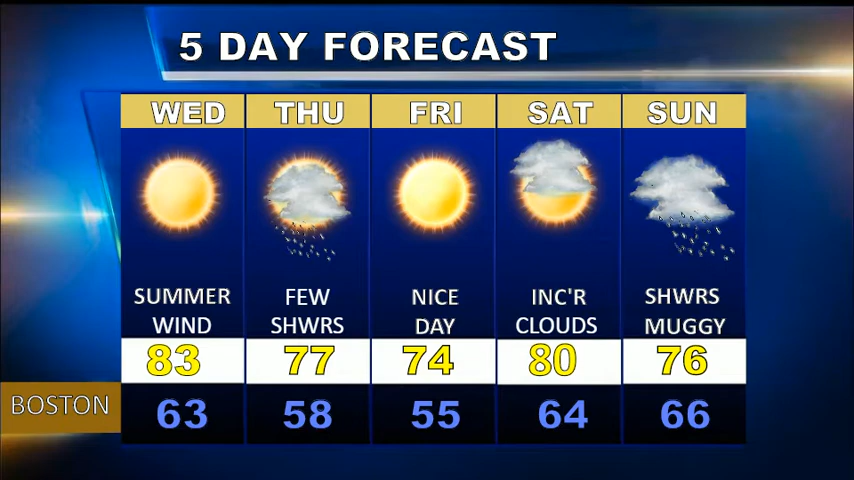 5 DAY FORECAST
WED THU FRI SAT SUN
SUMMER FEW NICE INC'R SHWRS
WIND SHWRS DAY CLOUDS MUGGY
83 77 74 80 76
BOSTON 63 58 55 64 66